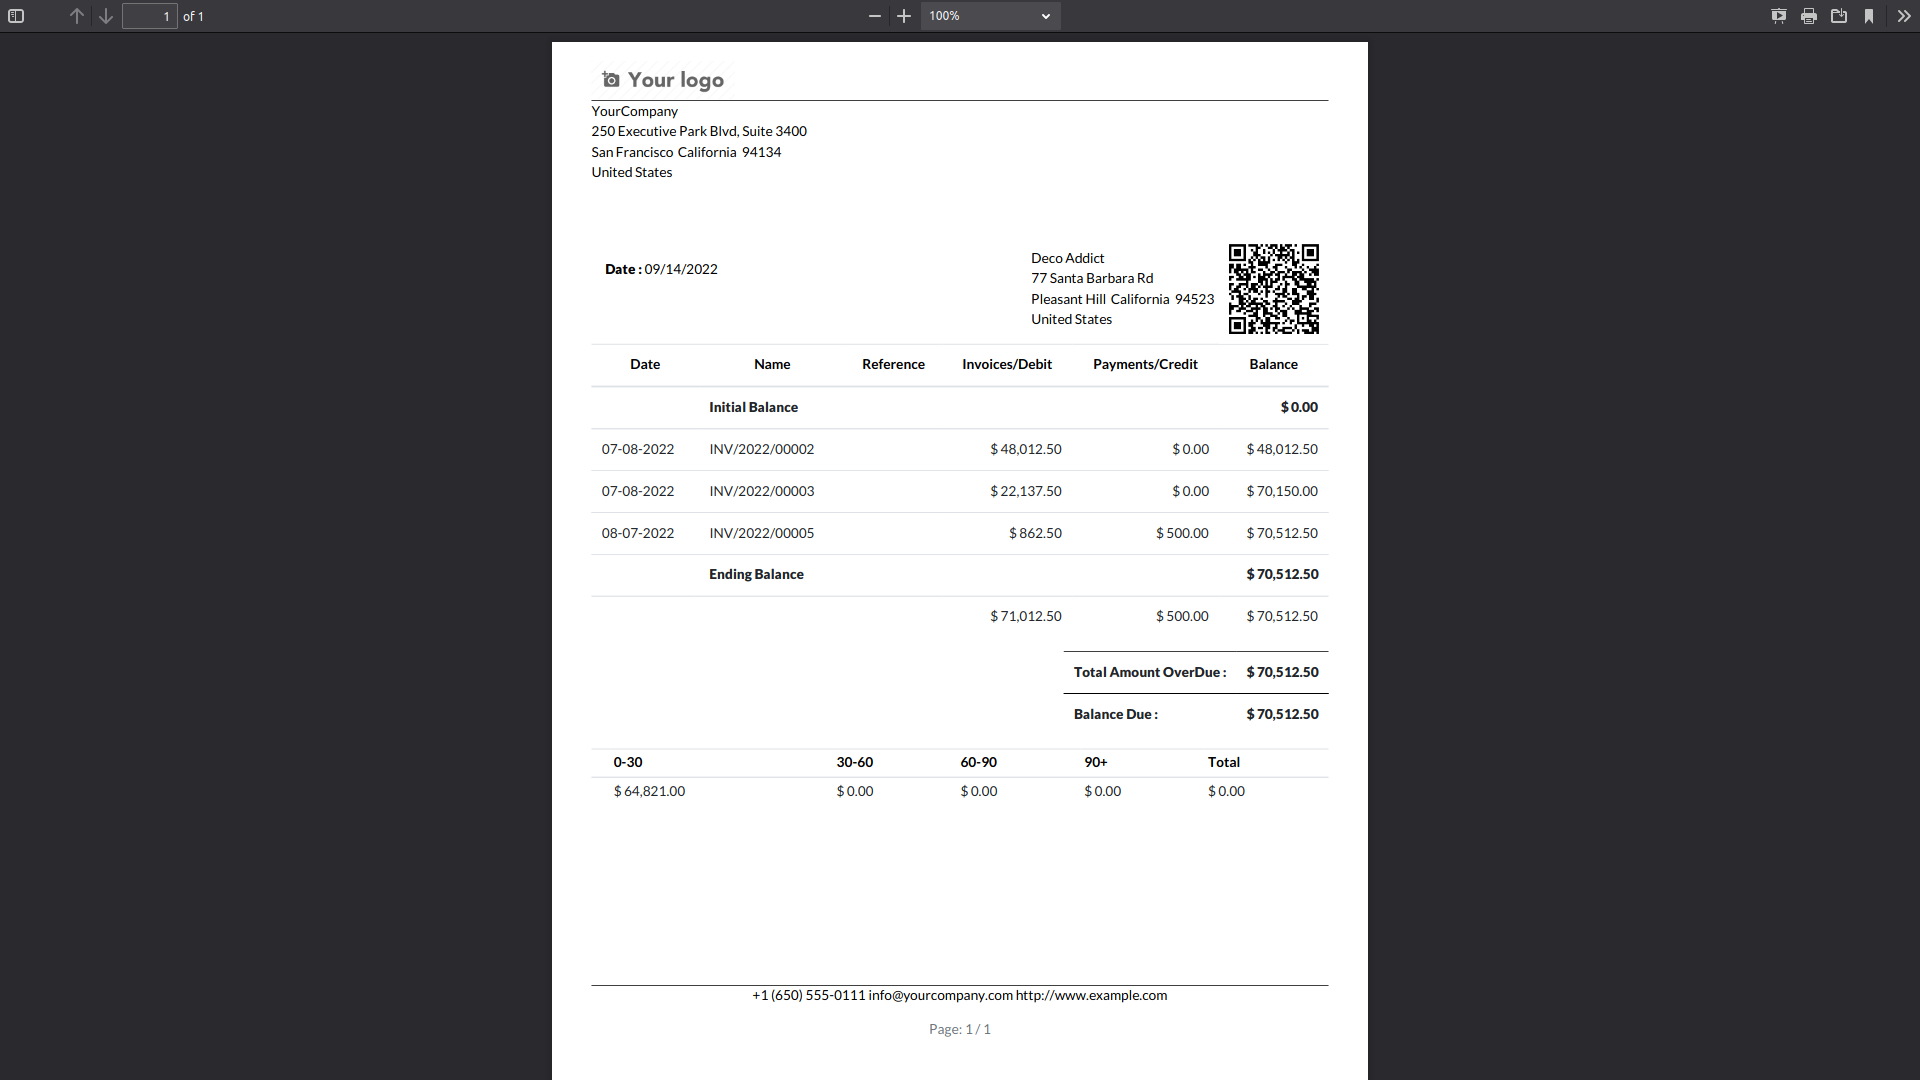 1 of 1 100%
Your logo
YourCompany
250 Executive Park Blvd, Suite 3400
San Francisco California 94134
United States
Date : 09/14/2022
Deco Addict
77 Santa Barbara Rd
Pleasant Hill California 94523
United States
Date Name Reference Invoices/Debit Payments/Credit Balance
Initial Balance $ 0.00
07-08-2022 INV/2022/00002 $ 48,012.50 $ 0.00 $ 48,012.50
07-08-2022 INV/2022/00003 $ 22,137.50 $ 0.00 $ 70,150.00
08-07-2022 INV/2022/00005 $ 862.50 $ 500.00 $ 70,512.50
Ending Balance $ 70,512.50
$ 71,012.50 $ 500.00 $ 70,512.50
Total Amount OverDue : $ 70,512.50
Balance Due : $ 70,512.50
0-30 30-60 60-90 90+ Total
$ 64,821.00 $ 0.00 $ 0.00 $ 0.00 $ 0.00
+1 (650) 555-0111 info@yourcompany.com http://www.example.com
Page: 1 / 1